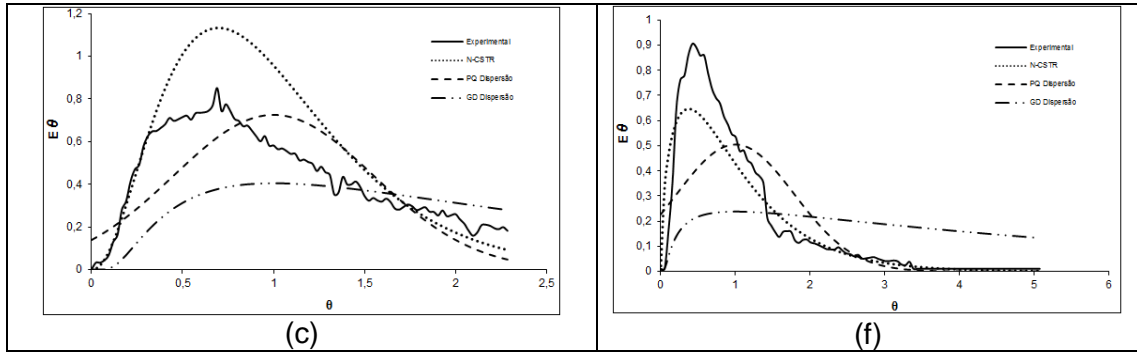 1,2
1
0,8
0,6
0,4
0,2
0
E θ
0
0,5
1
1,5
2
2,5
θ
Experimental
N-CSTR
PQ Dispersão
GD Dispersão
(c)
1
0,9
0,8
0,7
0,6
0,5
0,4
0,3
0,2
0,1
0
E θ
0
1
2
3
4
5
6
θ
Experimental
N-CSTR
PQ Dispersão
GD Dispersão
(f)